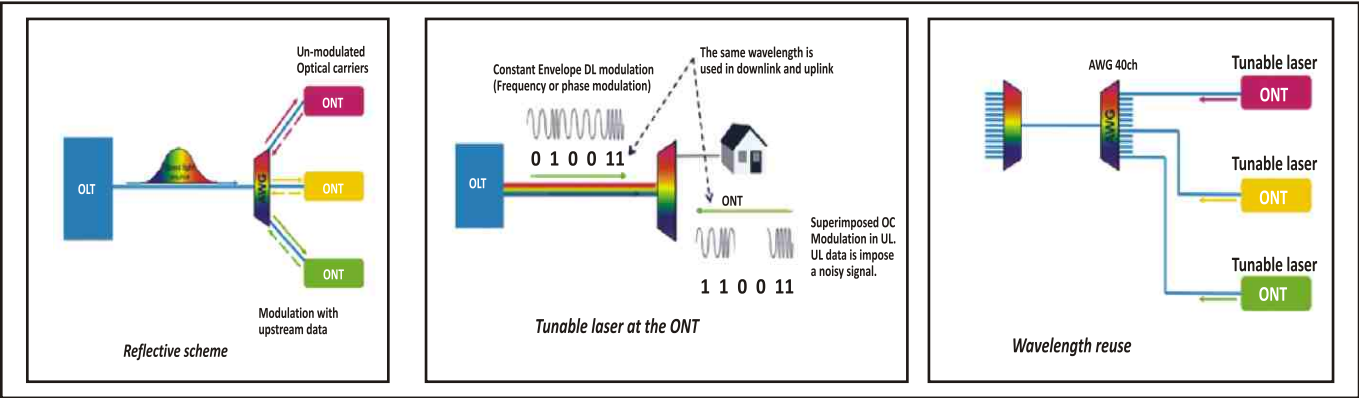 Un-modulated
Optical carriers
ONT
OLT
AWG
ONT
ONT
Modulation with
upstream data
Reflective scheme
Constant Envelope DL modulation
(Frequency or phase modulation)
The same wavelength is
used in downlink and uplink
0 1 0 0 11
OLT
ONT
Superimposed OC
Modulation in UL.
UL data is impose
a noisy signal.
1 1 0 0 11
Tunable laser at the ONT
AWG 40ch
Tunable laser
ONT
AWG
Tunable laser
ONT
Tunable laser
ONT
Wavelength reuse